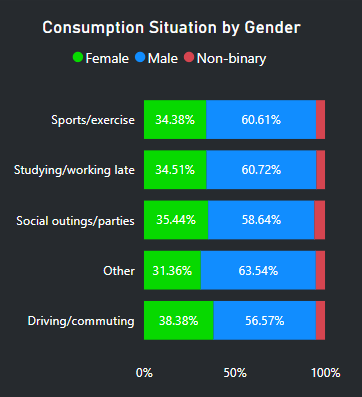 Consumption Situation by Gender
Female Male Non-binary
Sports/exercise 34.38% 60.61%
Studying/working late 34.51% 60.72%
Social outings/parties 35.44% 58.64%
Other 31.36% 63.54%
Driving/commuting 38.38% 56.57%
0% 50% 100%